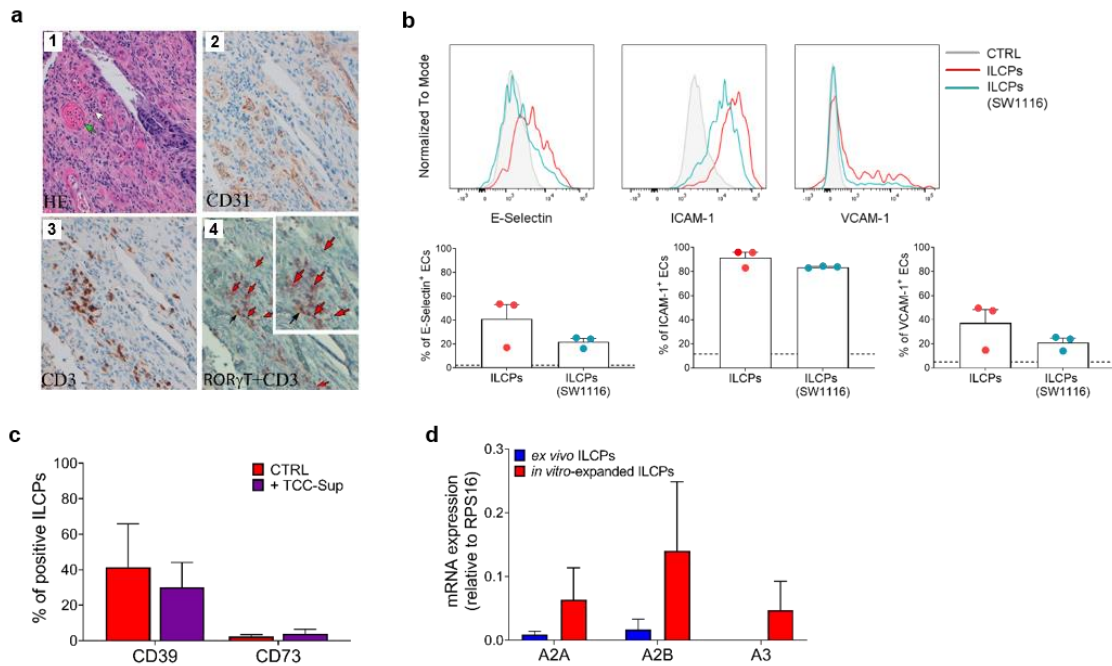 a
1
2
HE
CD31
3
4
CD3
RORγT+CD3
b
Normalized To Mode
E-Selectin
ICAM-1
VCAM-1
CTRL
ILCPs
ILCPs
(SW1116)
% of E-Selectin⁺ ECs
100
80
60
40
20
0
ILCPs
ILCPs
(SW1116)
% of ICAM-1⁺ ECs
100
80
60
40
20
0
ILCPs
ILCPs
(SW1116)
% of VCAM-1⁺ ECs
100
80
60
40
20
0
ILCPs
ILCPs
(SW1116)
c
% of positive ILCPs
100
80
60
40
20
0
CTRL
+ TCC-Sup
CD39
CD73
d
mRNA expression
(relative to RPS16)
0.3
0.2
0.1
0.0
ex vivo ILCPs
in vitro-expanded ILCPs
A2A
A2B
A3